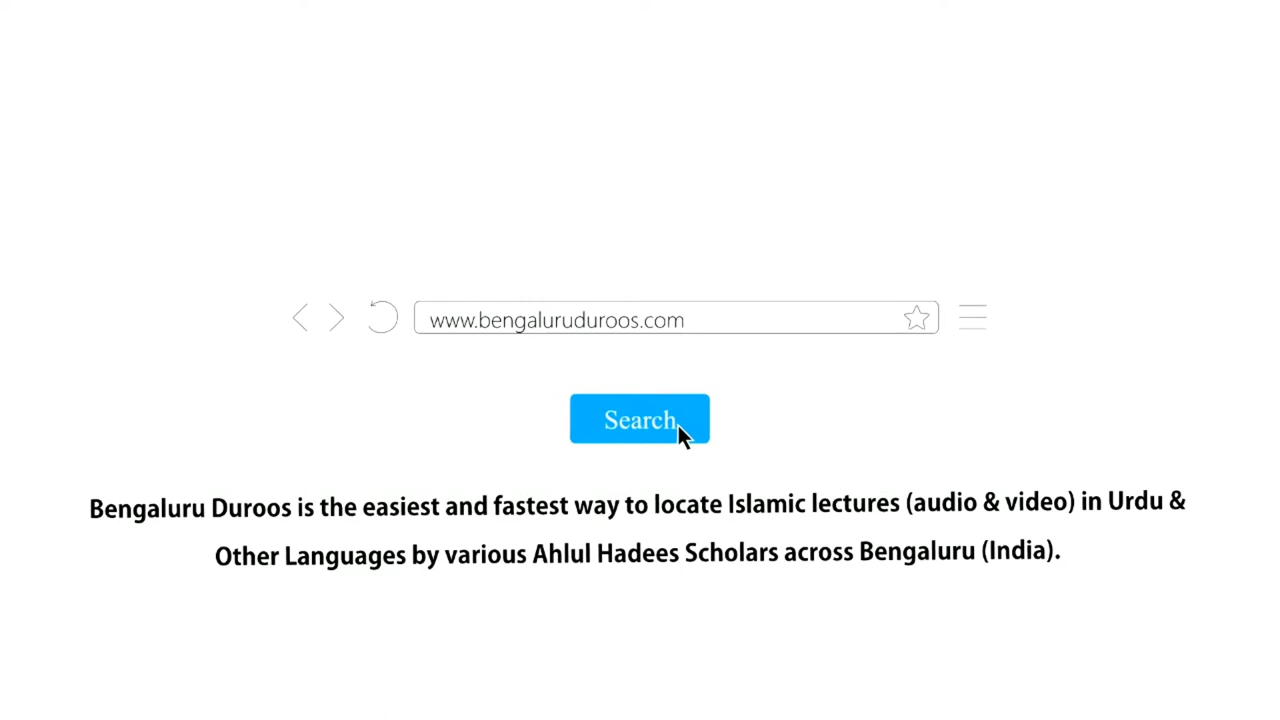 www.bengaluruduroos.com
Search
Bengaluru Duroos is the easiest and fastest way to locate Islamic lectures (audio & video) in Urdu &
Other Languages by various Ahlul Hadees Scholars across Bengaluru (India).